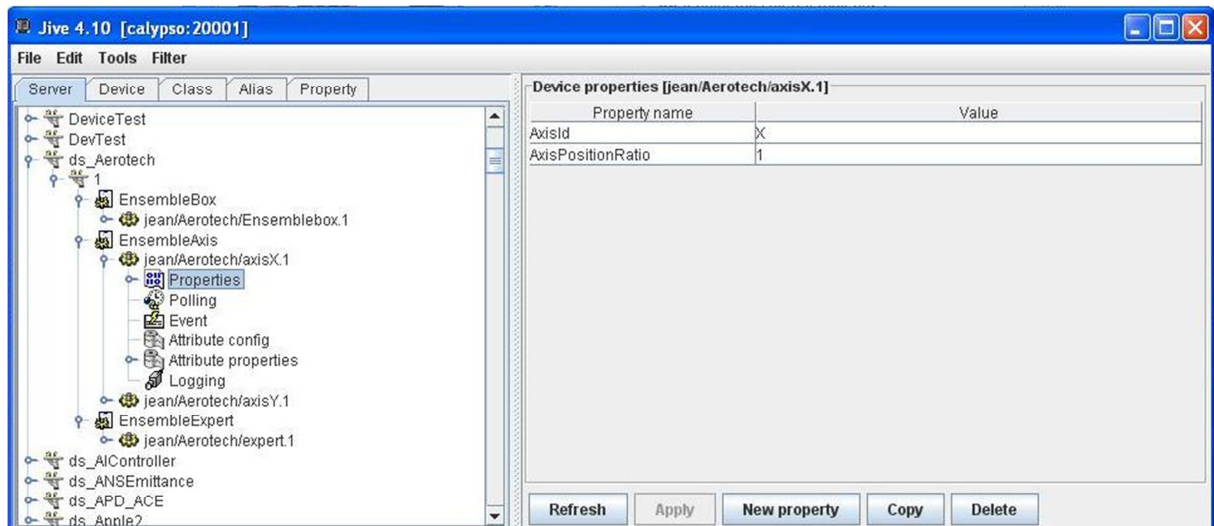 Jive 4.10 [calypso:20001]
File Edit Tools Filter
Server Device Class Alias Property
DeviceTest
DevTest
ds_Aerotech
1
EnsembleBox
jean/Aerotech/Ensemblebox.1
EnsembleAxis
jean/Aerotech/axisX.1
Properties
Polling
Event
Attribute config
Attribute properties
Logging
jean/Aerotech/axisY.1
EnsembleExpert
jean/Aerotech/expert.1
ds_AIController
ds_ANSEmittance
ds_APD_ACE
ds_Apple2
Device properties [jean/Aerotech/axisX.1]
Property name Value
AxisId X
AxisPositionRatio 1
Refresh Apply New property Copy Delete